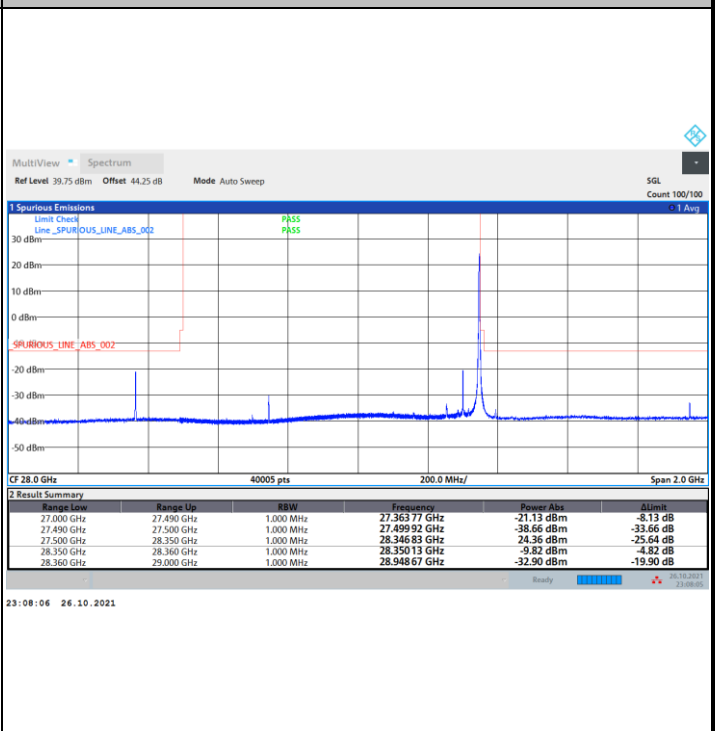 MultiView Spectrum
Ref Level 39.75 dBm Offset 44.25 dB Mode Auto Sweep SGL
Count 100/100
1 Spurious Emissions 1 Avg
Limit Check PASS
Line _SPURIOUS_LINE_ABS_002 PASS
30 dBm
20 dBm
10 dBm
0 dBm
_SPURIOUS_LINE_ABS_002
-20 dBm
-30 dBm
-40 dBm
-50 dBm
CF 28.0 GHz 40005 pts 200.0 MHz/ Span 2.0 GHz
2 Result Summary
Range Low Range Up RBW Frequency Power Abs ΔLimit
27.000 GHz 27.490 GHz 1.000 MHz 27.363 77 GHz -21.13 dBm -8.13 dB
27.490 GHz 27.500 GHz 1.000 MHz 27.499 92 GHz -38.66 dBm -33.66 dB
27.500 GHz 28.350 GHz 1.000 MHz 28.346 83 GHz 24.36 dBm -25.64 dB
28.350 GHz 28.360 GHz 1.000 MHz 28.350 13 GHz -9.82 dBm -4.82 dB
28.360 GHz 29.000 GHz 1.000 MHz 28.948 67 GHz -32.90 dBm -19.90 dB
Ready 26.10.2021
23:08:05
23:08:06 26.10.2021